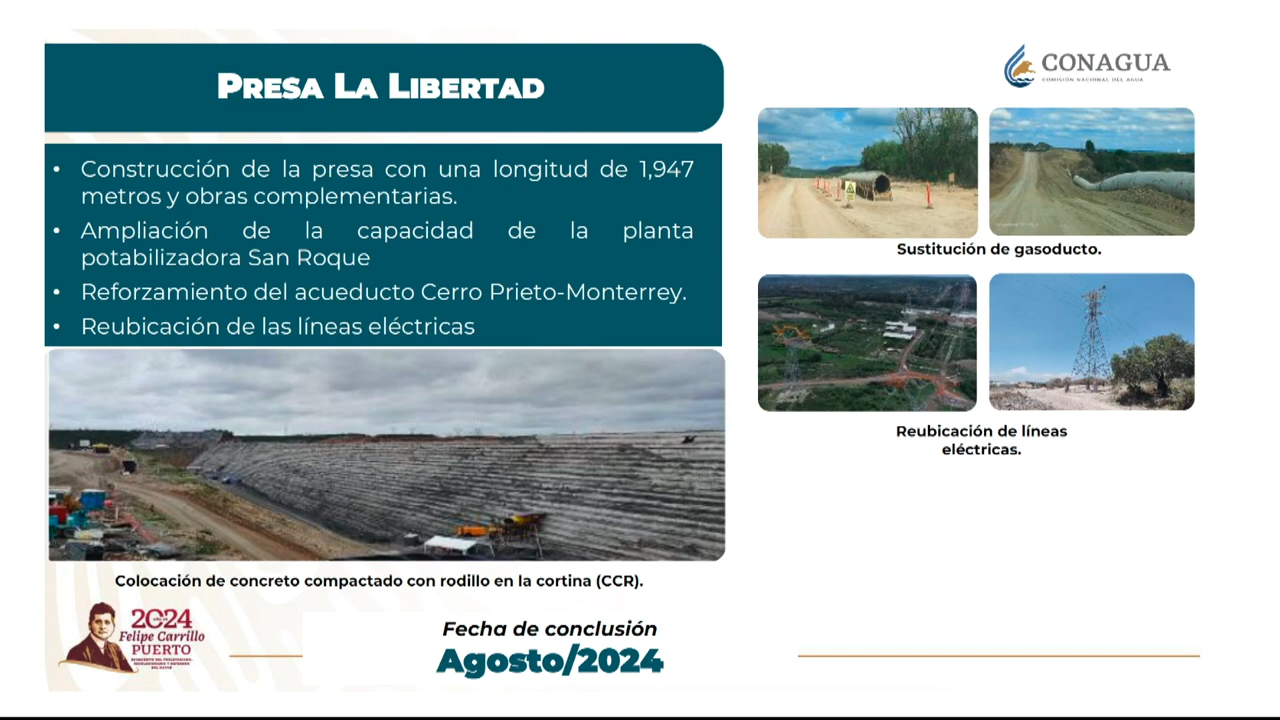 PRESA LA LIBERTAD
CONAGUA
COMISIÓN NACIONAL DEL AGUA
• Construcción de la presa con una longitud de 1,947
metros y obras complementarias.
• Ampliación de la capacidad de la planta
potabilizadora San Roque
• Reforzamiento del acueducto Cerro Prieto-Monterrey.
• Reubicación de las líneas eléctricas
Sustitución de gasoducto.
Reubicación de líneas
eléctricas.
Colocación de concreto compactado con rodillo en la cortina (CCR).
2024
AÑO DE
Felipe Carrillo
PUERTO
Fecha de conclusión
Agosto/2024